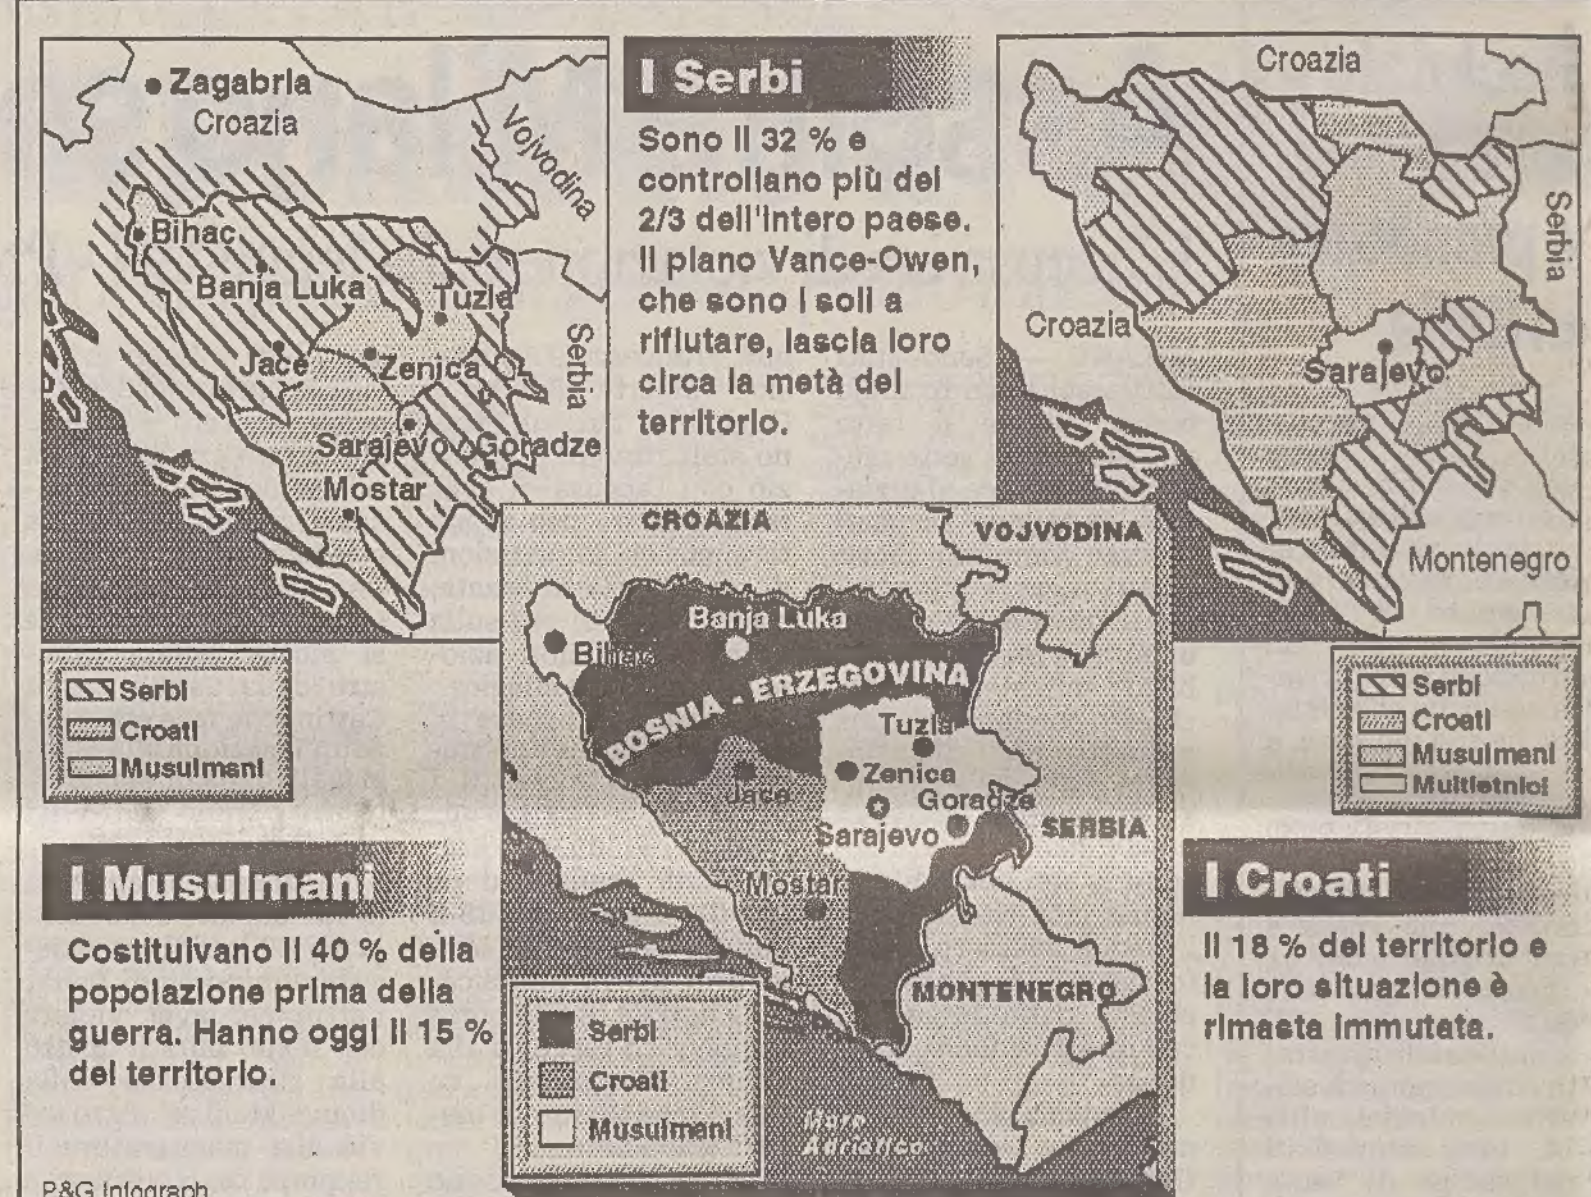 Zagabria
Croazia
Vojvodina
Bihac
Banja Luka
Tuzla
Jace
Zenica
Serbia
Sarajevo
Goradze
Mostar
Serbi
Croati
Musulmani
I Serbi
Sono il 32 % e
controllano più del
2/3 dell'intero paese.
Il plano Vance-Owen,
che sono i soli a
rifiutare, lascia loro
circa la metà del
territorio.
Croazia
Serbia
Croazia
Sarajevo
Montenegro
Serbi
Croati
Musulmani
Multietnici
CROAZIA
VOJVODINA
Banja Luka
Bihac
BOSNIA - ERZEGOVINA
Tuzla
Zenica
Jace
Goradze
Sarajevo
SERBIA
Mostar
MONTENEGRO
Serbi
Croati
Musulmani
Mare
Adriatico
I Musulmani
Costituivano il 40 % della
popolazione prima della
guerra. Hanno oggi il 15 %
del territorio.
I Croati
Il 18 % del territorio e
la loro situazione è
rimasta immutata.
P&G Infograph